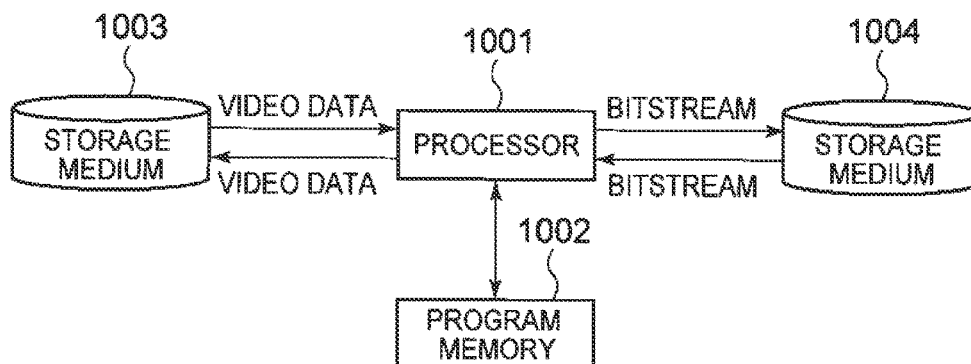 1003
1001
1004
VIDEO DATA
BITSTREAM
STORAGE
MEDIUM
PROCESSOR
STORAGE
MEDIUM
VIDEO DATA
BITSTREAM
1002
PROGRAM
MEMORY